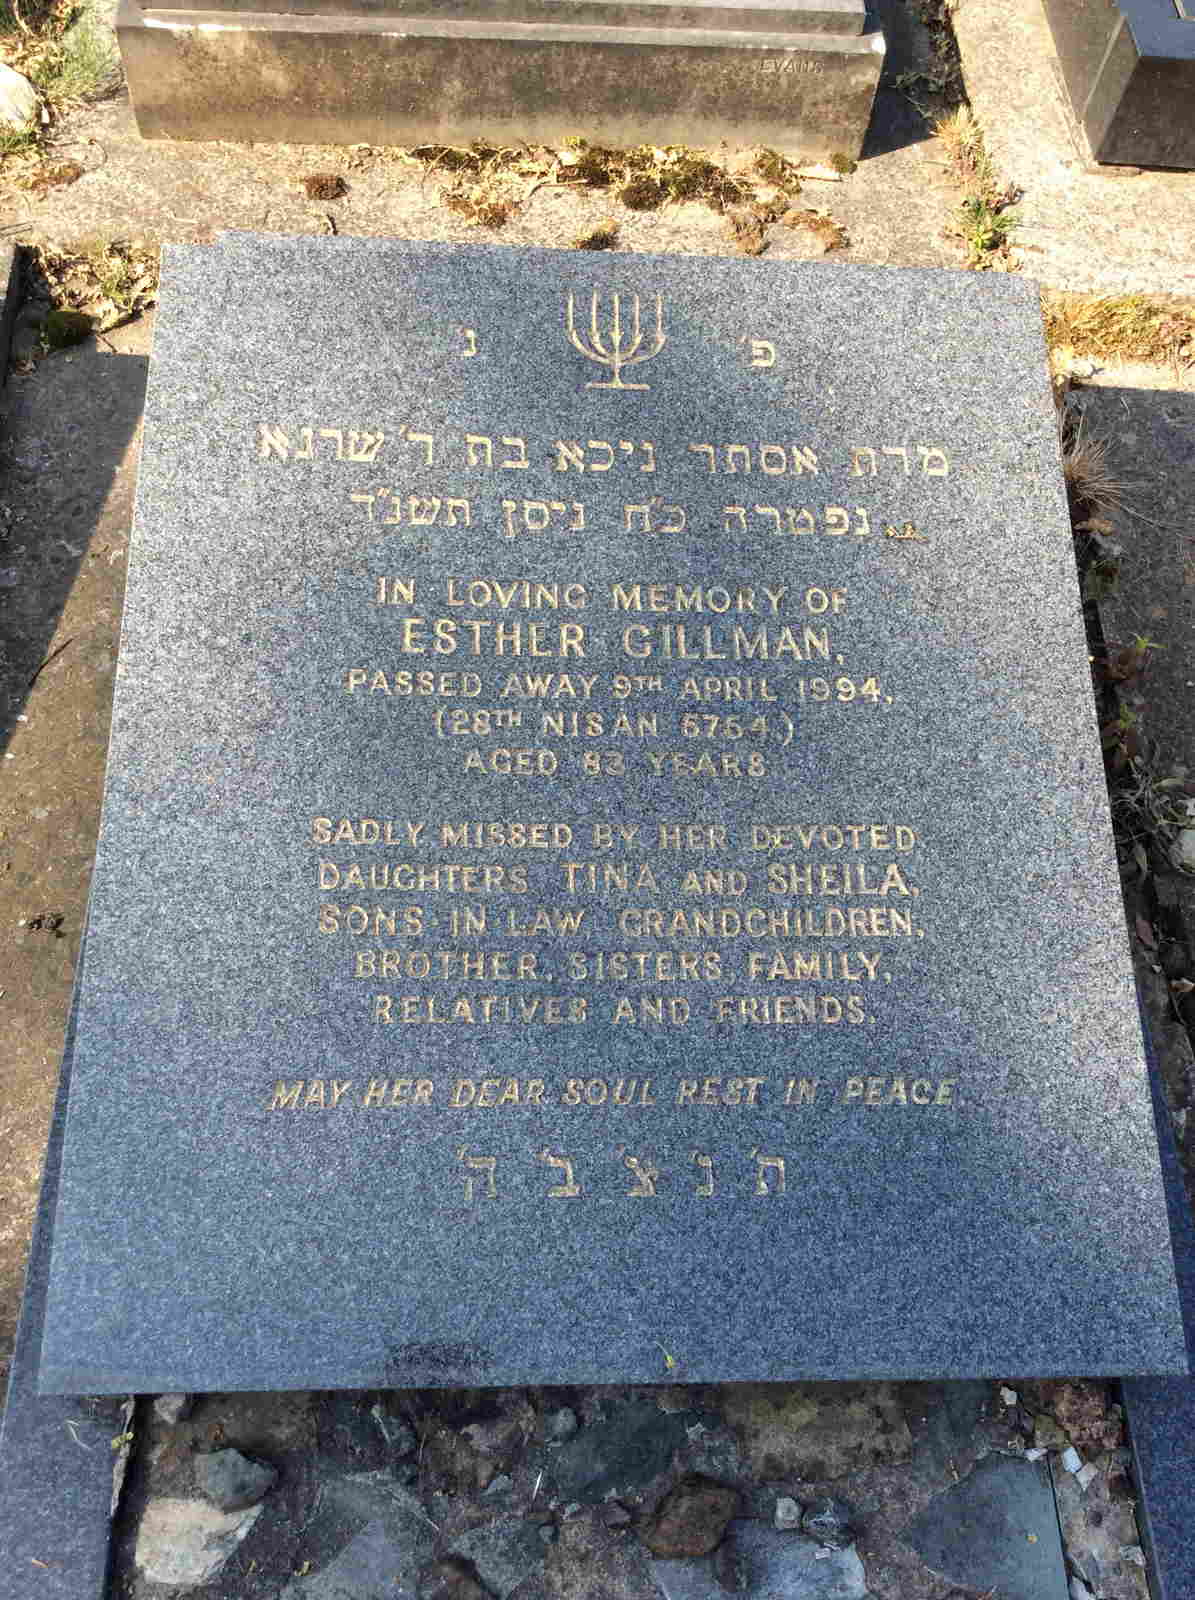 EVANS
פ' נ'
מרת אסתר ניכא בת ר' שרגא
נפטרה כ"ח ניסן תשנ"ד
IN LOVING MEMORY OF
ESTHER GILLMAN,
PASSED AWAY 9TH APRIL 1994,
(28TH NISAN 5754)
AGED 83 YEARS
SADLY MISSED BY HER DEVOTED
DAUGHTERS TINA AND SHEILA,
SONS-IN-LAW, GRANDCHILDREN,
BROTHER, SISTERS, FAMILY,
RELATIVES AND FRIENDS.
MAY HER DEAR SOUL REST IN PEACE
ת' נ' צ' ב' ה'